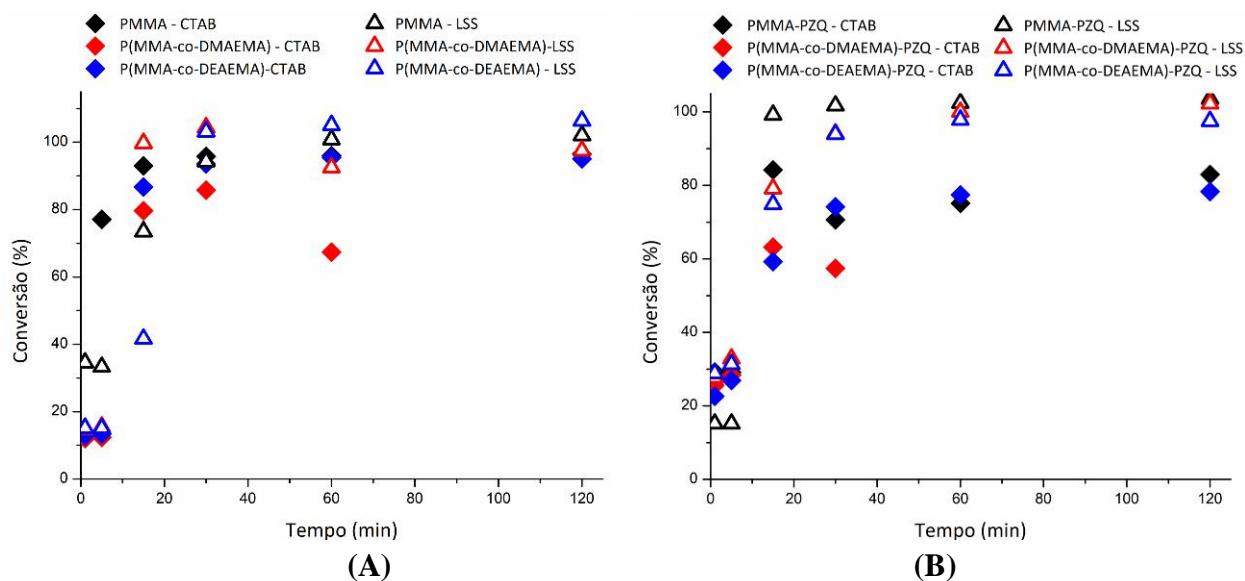 PMMA - CTAB
PMMA - LSS
P(MMA-co-DMAEMA) - CTAB
P(MMA-co-DMAEMA)-LSS
P(MMA-co-DEAEMA)-CTAB
P(MMA-co-DEAEMA) - LSS
100
80
60
40
20
0
Conversão (%)
0 20 40 60 80 100 120
Tempo (min)
(A)
PMMA-PZQ - CTAB
PMMA-PZQ - LSS
P(MMA-co-DMAEMA)-PZQ - CTAB
P(MMA-co-DMAEMA)-PZQ - LSS
P(MMA-co-DEAEMA)-PZQ - CTAB
P(MMA-co-DEAEMA)-PZQ - LSS
100
80
60
40
20
0
Conversão (%)
0 20 40 60 80 100 120
Tempo (min)
(B)